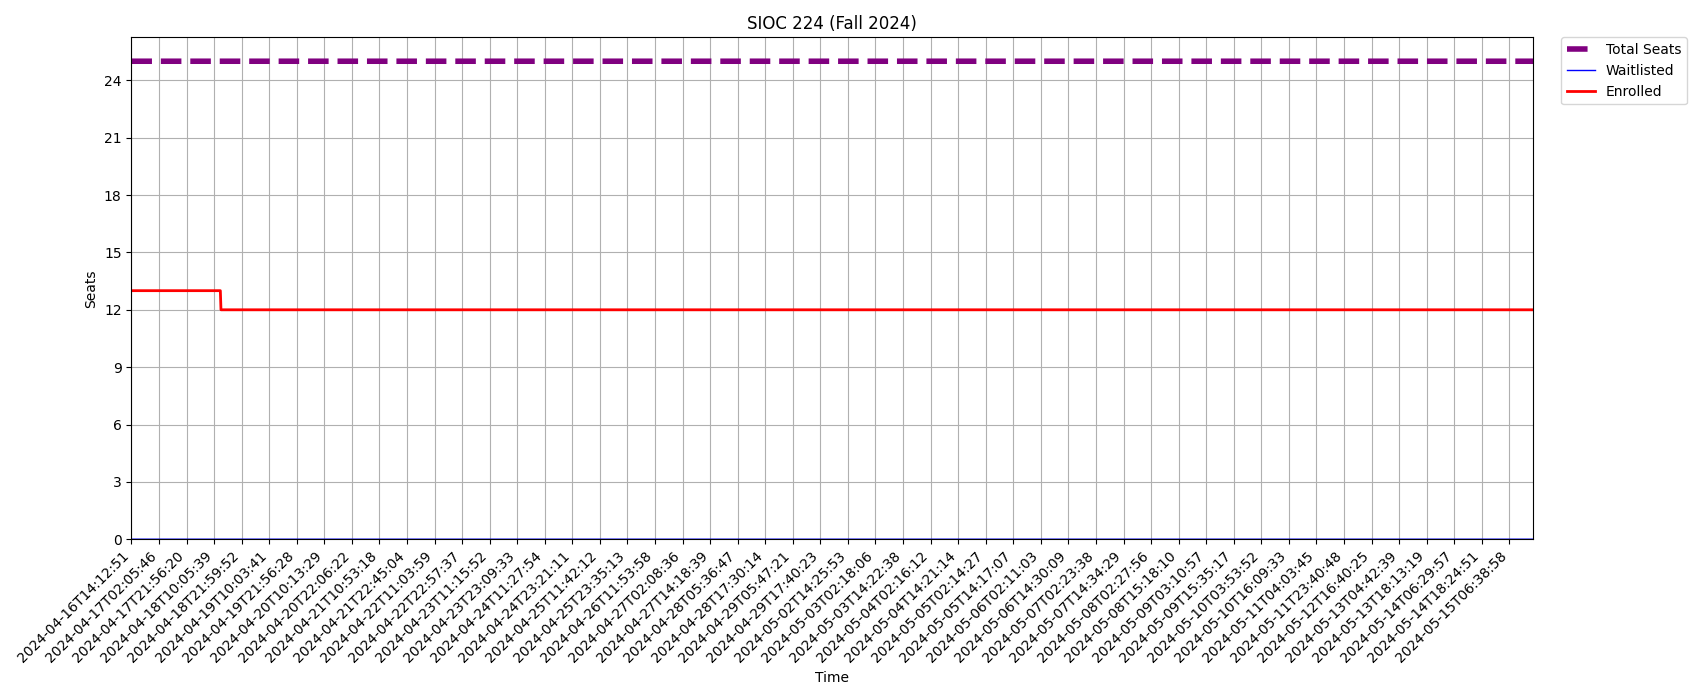 SIOC 224 (Fall 2024)
Total Seats
Waitlisted
Enrolled
Seats
24
21
18
15
12
9
6
3
0
2024-04-16T14:12:51
2024-04-17T02:05:46
2024-04-17T21:56:20
2024-04-18T10:05:39
2024-04-18T21:59:52
2024-04-19T10:03:41
2024-04-19T21:56:28
2024-04-20T10:13:29
2024-04-20T22:06:22
2024-04-21T10:53:18
2024-04-21T22:45:04
2024-04-22T11:03:59
2024-04-22T22:57:37
2024-04-23T11:15:52
2024-04-23T23:09:33
2024-04-24T11:27:54
2024-04-24T23:21:11
2024-04-25T11:42:12
2024-04-25T23:35:13
2024-04-26T11:53:58
2024-04-27T02:08:36
2024-04-27T14:18:39
2024-04-28T05:36:47
2024-04-28T17:30:14
2024-04-29T05:47:21
2024-04-29T17:40:23
2024-05-02T14:25:53
2024-05-03T02:18:06
2024-05-03T14:22:38
2024-05-04T02:16:12
2024-05-04T14:21:14
2024-05-05T02:14:27
2024-05-05T14:17:07
2024-05-06T02:11:03
2024-05-06T14:30:09
2024-05-07T02:23:38
2024-05-07T14:34:29
2024-05-08T02:27:56
2024-05-08T15:18:10
2024-05-09T03:10:57
2024-05-09T15:35:17
2024-05-10T03:53:52
2024-05-10T16:09:33
2024-05-11T04:03:45
2024-05-11T23:40:48
2024-05-12T16:40:25
2024-05-13T04:42:39
2024-05-13T18:13:19
2024-05-14T06:29:57
2024-05-14T18:24:51
2024-05-15T06:38:58
Time